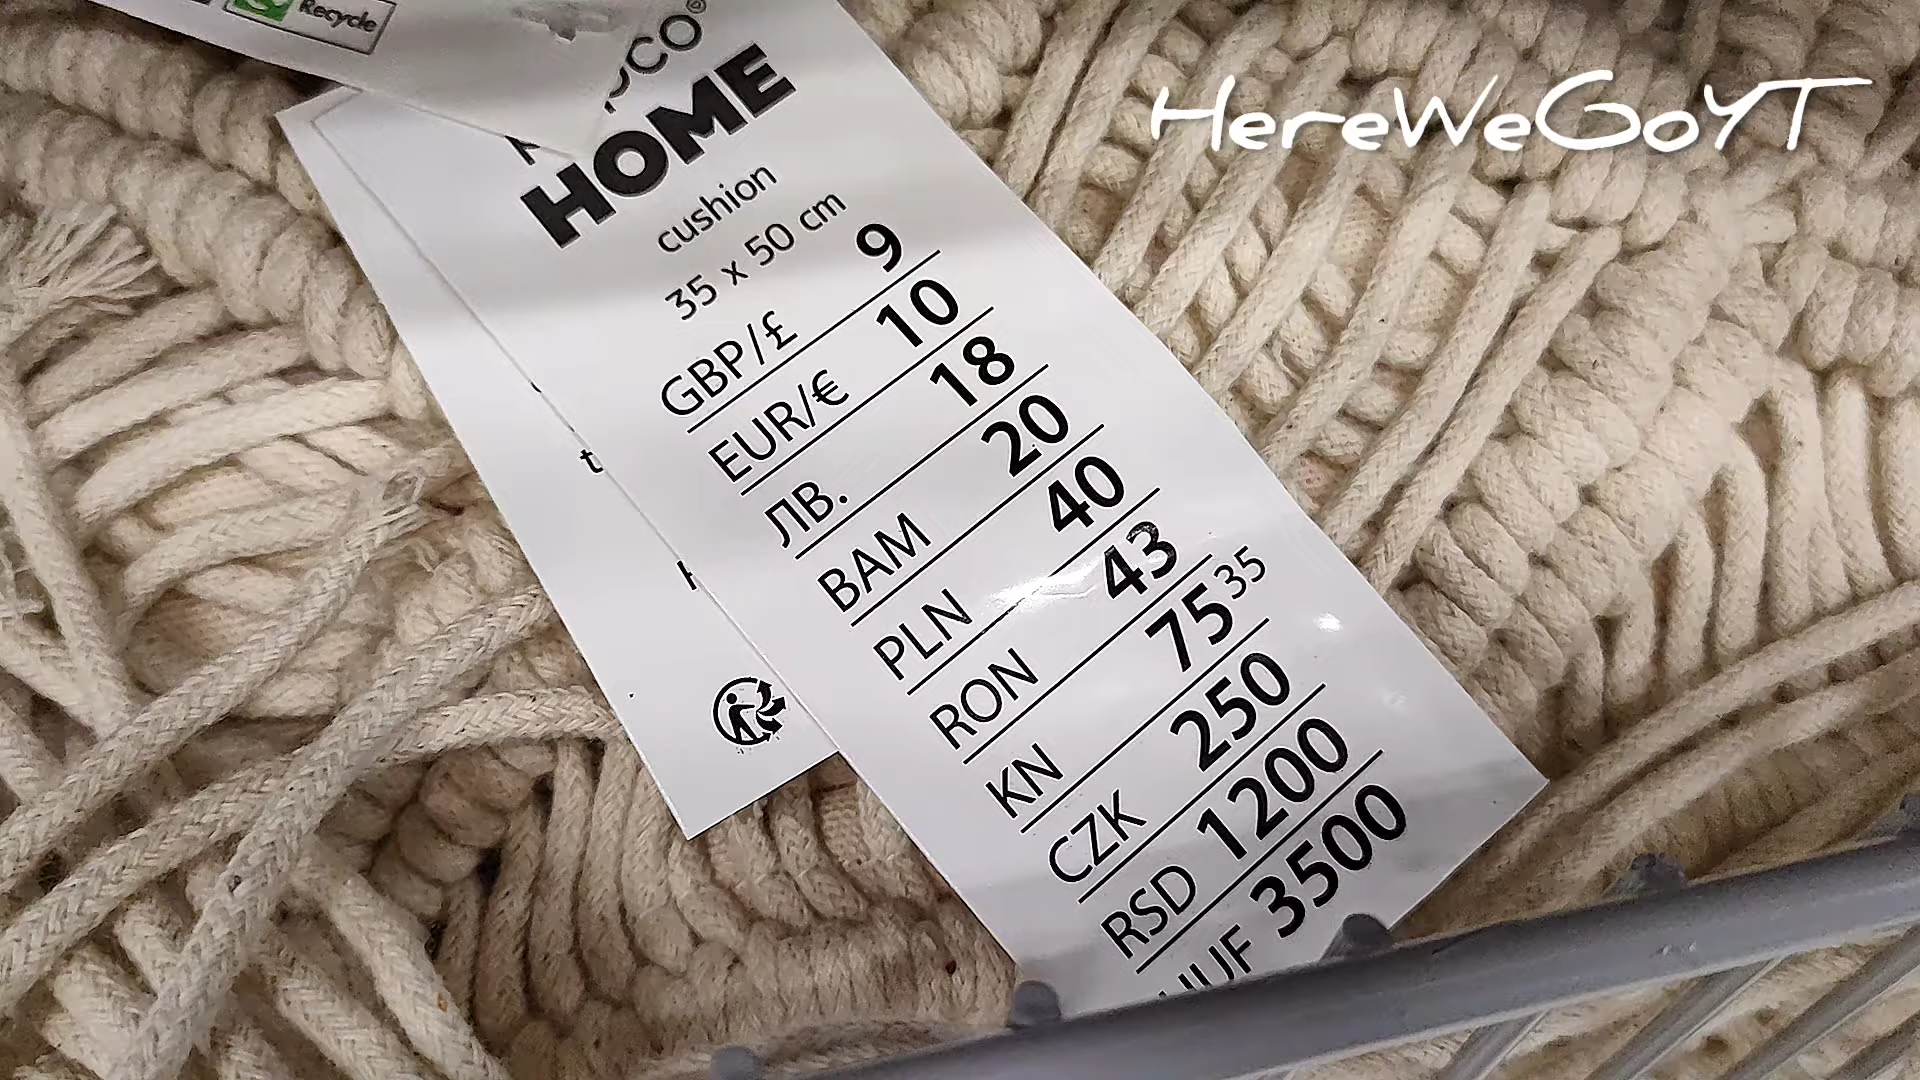 Recycle
HereWeGoYT
HOME
cushion
35 x 50 cm
GBP/£ 9
EUR/€ 10
ЛВ. 18
BAM 20
PLN 40
RON 43
KN 75 35
CZK 250
RSD 1200
HUF 3500
t